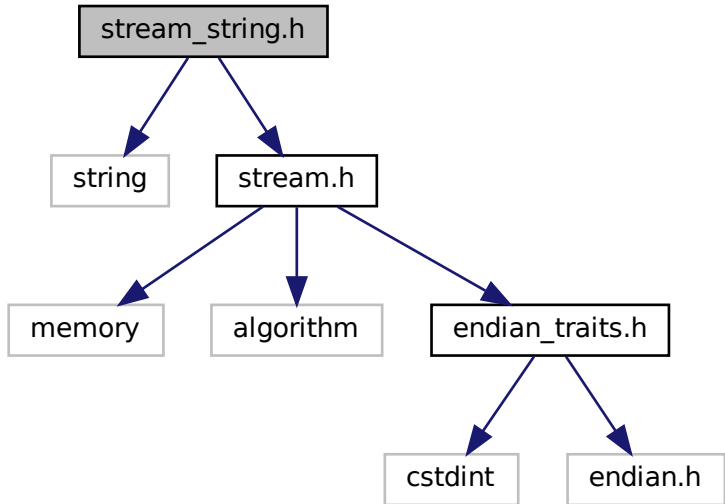 stream_string.h
string
stream.h
memory
algorithm
endian_traits.h
cstdint
endian.h